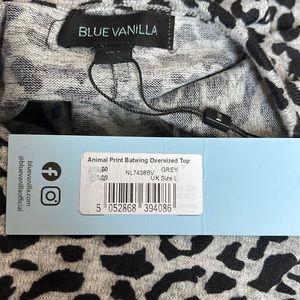 BLUE VANILLA
Animal Print Batwing Oversized Top
GREY
NL7438BV
UK Size L
5 052868 394086
@bluevanillaofficial
bluevanilla.com